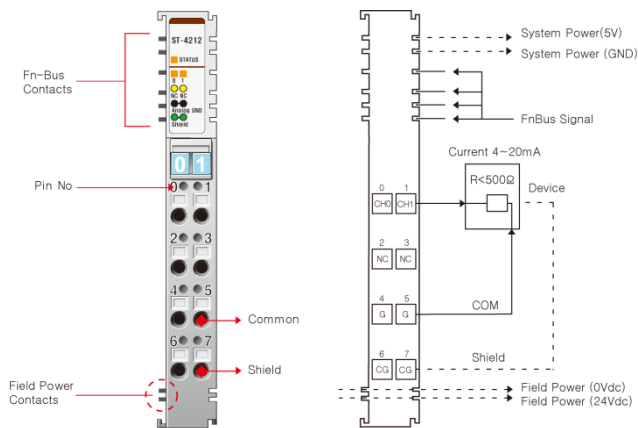 ST-4212
STATUS
0 1
NC NC
Analog GND
Shield
Fn-Bus
Contacts
0 1
Pin No
0 1
2 3
4 5
Common
6 7
Shield
Field Power
Contacts
System Power(5V)
System Power (GND)
FnBus Signal
Current 4~20mA
R<500Ω
Device
0 1
CH0 CH1
2 3
NC NC
4 5
G G
COM
6 7
CG CG
Shield
Field Power (0Vdc)
Field Power (24Vdc)